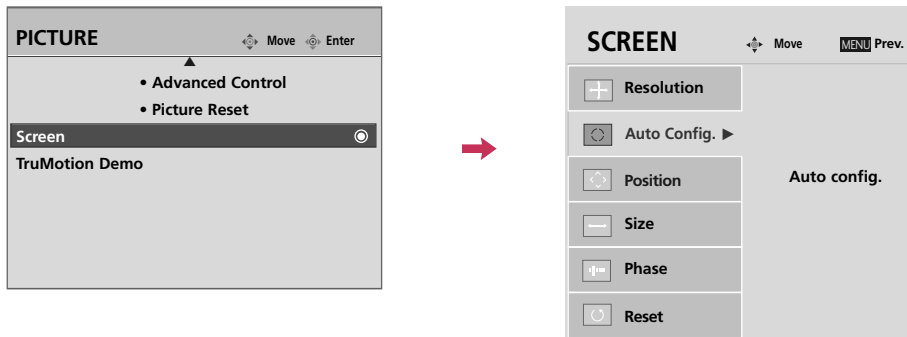 PICTURE Move Enter
• Advanced Control
• Picture Reset
Screen
TruMotion Demo
SCREEN Move MENU Prev.
Resolution
Auto Config. ►
Position
Size
Phase
Reset
Auto config.